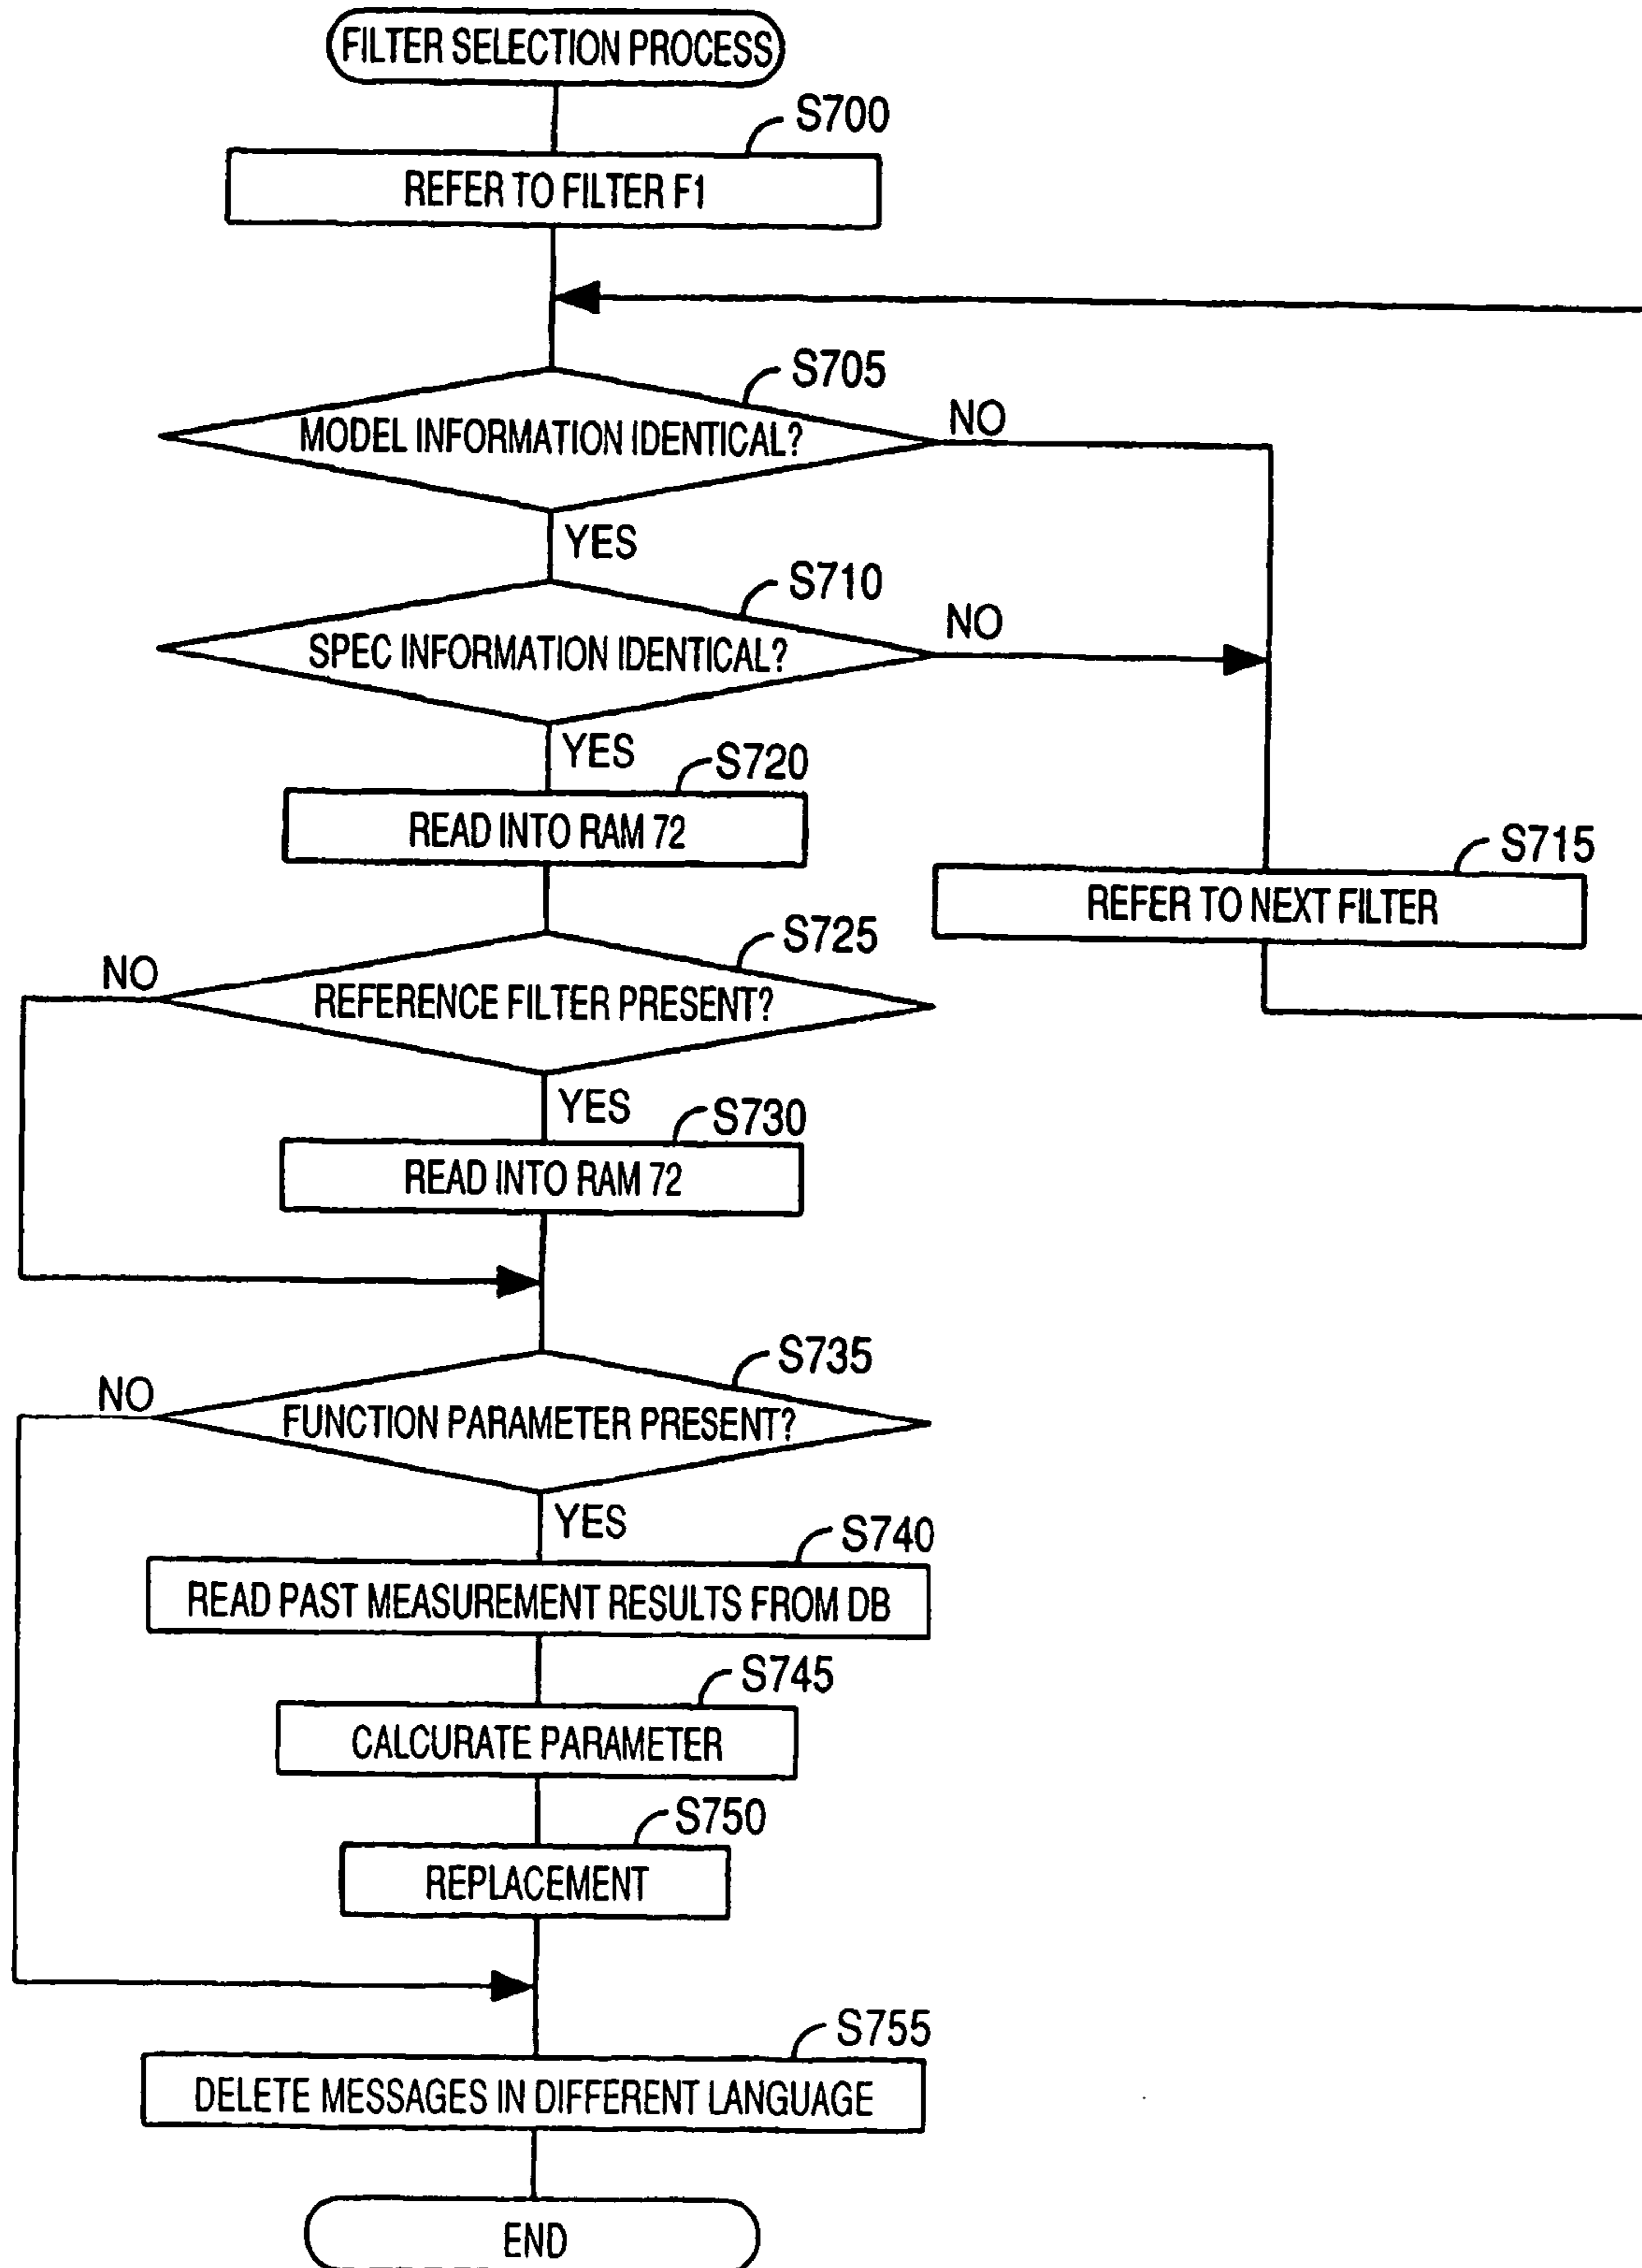 FILTER SELECTION PROCESS
S700
REFER TO FILTER F1
S705
MODEL INFORMATION IDENTICAL?
NO
YES
S710
SPEC INFORMATION IDENTICAL?
NO
YES
S720
READ INTO RAM 72
S715
REFER TO NEXT FILTER
S725
NO
REFERENCE FILTER PRESENT?
YES
S730
READ INTO RAM 72
S735
NO
FUNCTION PARAMETER PRESENT?
YES
S740
READ PAST MEASUREMENT RESULTS FROM DB
S745
CALCURATE PARAMETER
S750
REPLACEMENT
S755
DELETE MESSAGES IN DIFFERENT LANGUAGE
END